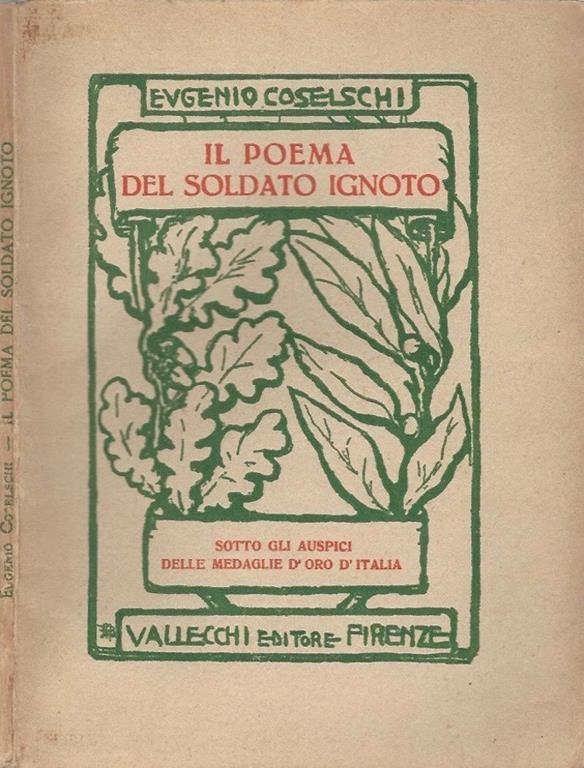 EVGENIO COSELSCHI
IL POEMA
DEL SOLDATO IGNOTO
SOTTO GLI AUSPICI
DELLE MEDAGLIE D'ORO D'ITALIA
VALLECCHI EDITORE FIRENZE
EUGENIO COSELSCHI — IL POEMA DEL SOLDATO IGNOTO